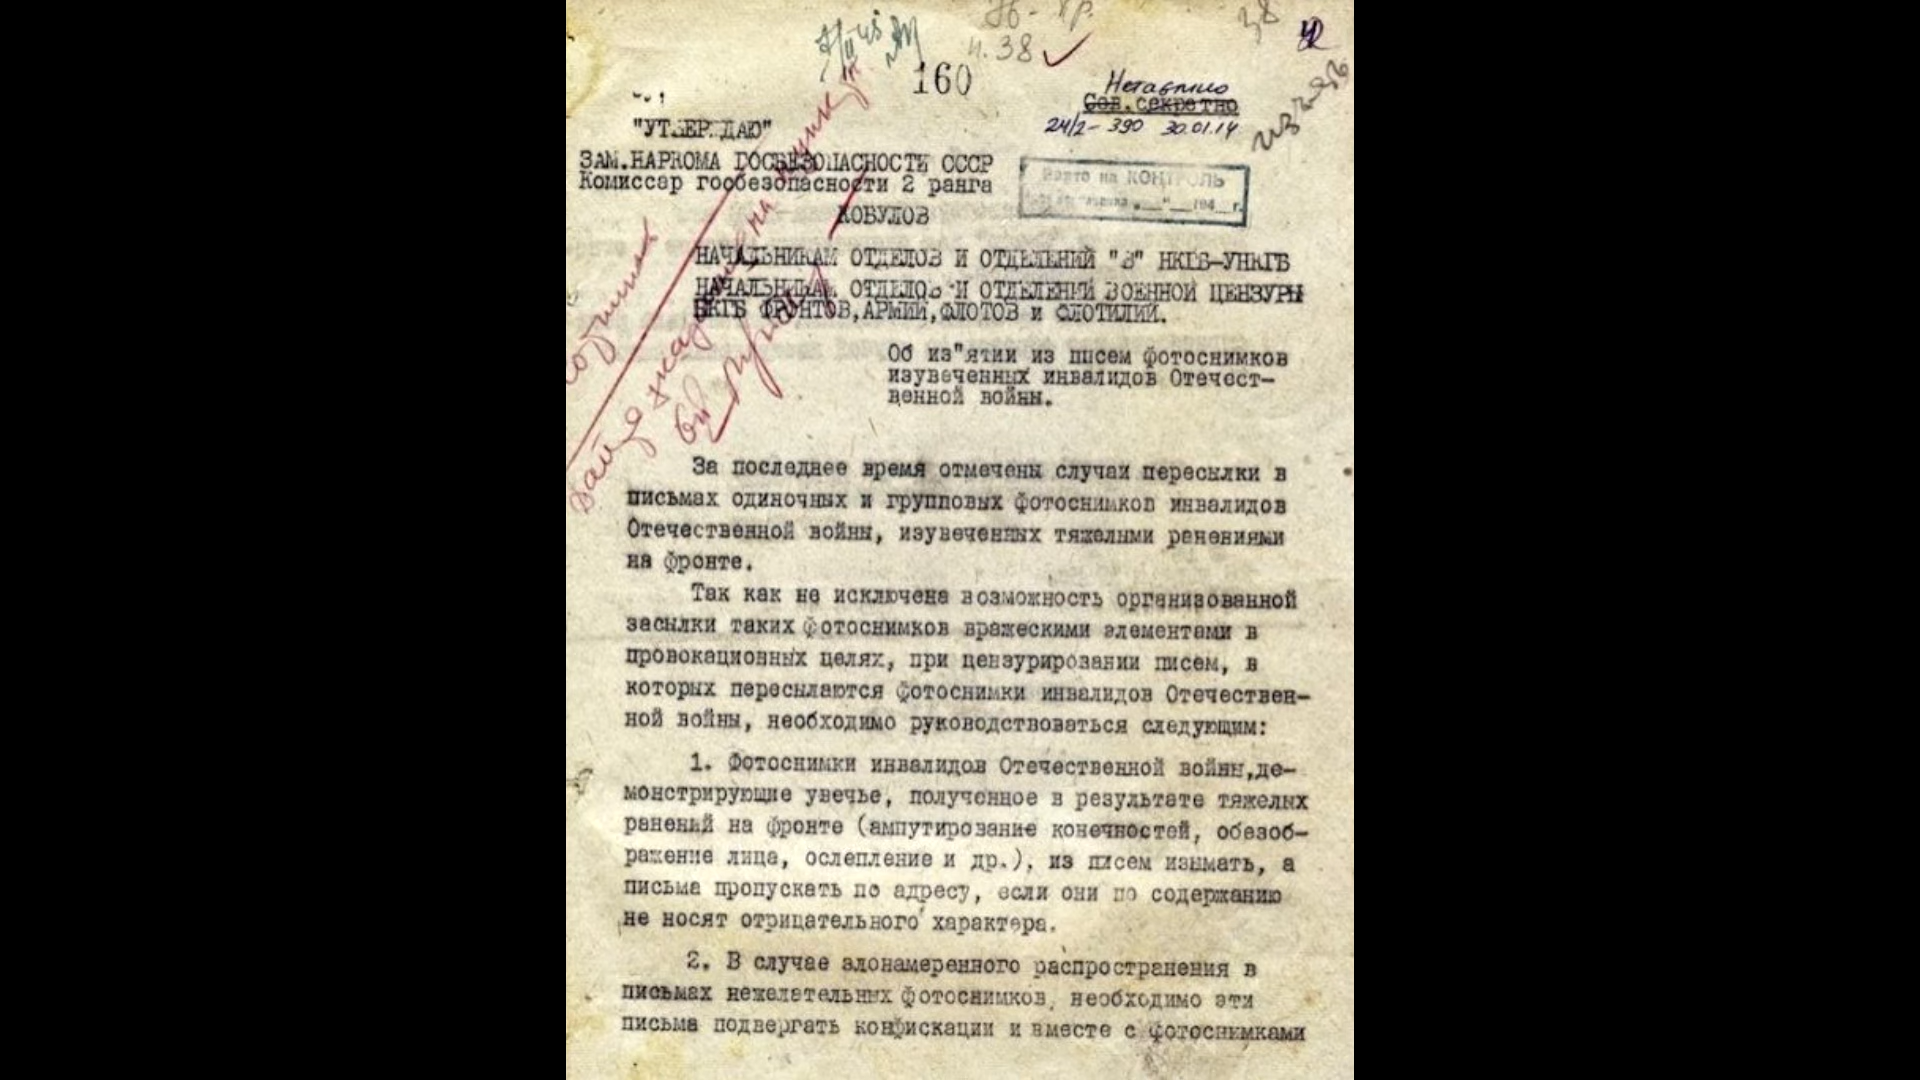 п. 38
160
Сов.секретно
24/2- 390 30.01.14
"УТВЕРЖДАЮ"
ЗАМ.НАРКОМА ГОСБЕЗОПАСНОСТИ СССР
Комиссар госбезопасности 2 ранга
КОБУЛОВ
на КОНТРОЛЬ
НАЧАЛЬНИКАМ ОТДЕЛОВ И ОТДЕЛЕНИЙ "В" НКГБ-УНКГБ
НАЧАЛЬНИКАМ ОТДЕЛОВ И ОТДЕЛЕНИЙ ВОЕННОЙ ЦЕНЗУРЫ
НКГБ ФРОНТОВ,АРМИЙ,ФЛОТОВ и ФЛОТИЛИЙ.
Об из"ятии из писем фотоснимков
изувеченных инвалидов Отечест-
венной войны.
За последнее время отмечены случаи пересылки в
письмах одиночных и групповых фотоснимков инвалидов
Отечественной войны, изувеченных тяжелыми ранениями
на фронте.
Так как не исключена возможность организованной
засылки таких фотоснимков вражескими элементами в
провокационных целях, при цензурировании писем, в
которых пересылаются фотоснимки инвалидов Отечествен-
ной войны, необходимо руководствоваться следующим:
1. Фотоснимки инвалидов Отечественной войны,де-
монстрирующие увечье, полученное в результате тяжелых
ранений на фронте (ампутирование конечностей, обезоб-
ражение лица, ослепление и др.), из писем изымать, а
письма пропускать по адресу, если они по содержанию
не носят отрицательного характера.
2. В случае злонамеренного распространения в
письмах нежелательных фотоснимков, необходимо эти
письма подвергать конфискации и вместе с фотоснимками